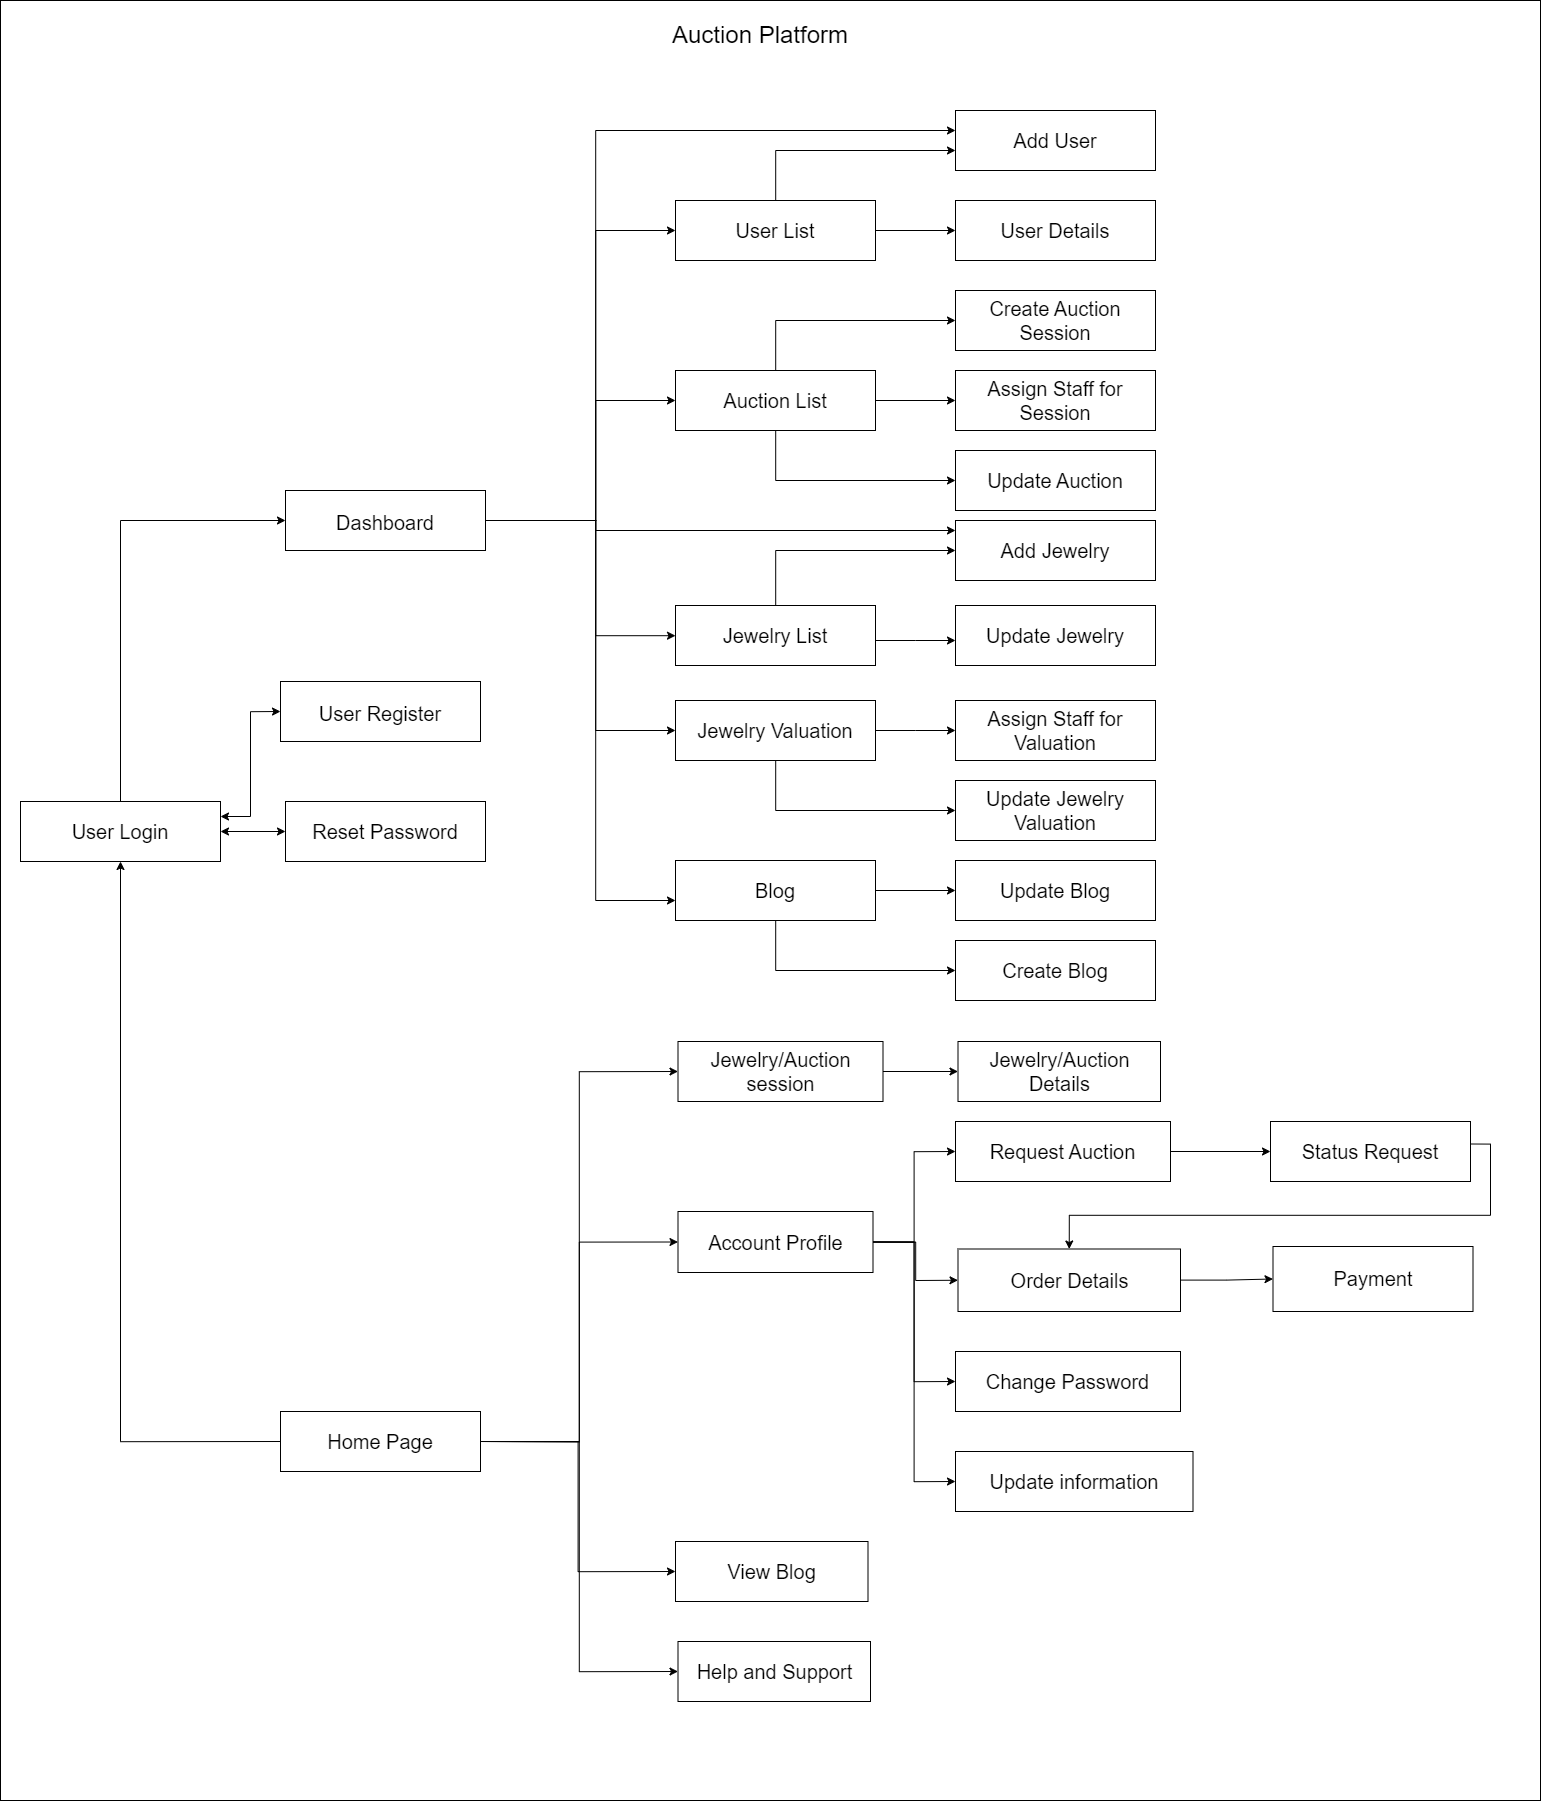 Auction Platform
Add User
User List
User Details
Create Auction
Session
Auction List
Assign Staff for
Session
Update Auction
Dashboard
Add Jewelry
Jewelry List
Update Jewelry
User Register
Jewelry Valuation
Assign Staff for
Valuation
User Login
Reset Password
Update Jewelry
Valuation
Blog
Update Blog
Create Blog
Jewelry/Auction
session
Jewelry/Auction
Details
Request Auction
Status Request
Account Profile
Order Details
Payment
Change Password
Home Page
Update information
View Blog
Help and Support